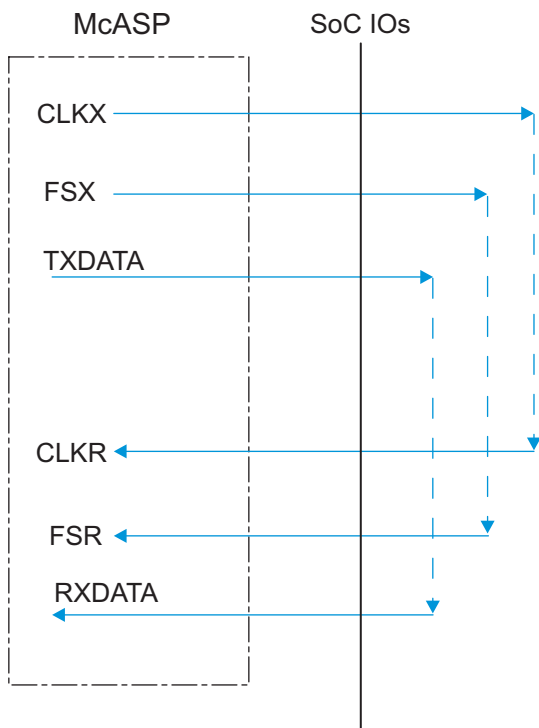 McASP
SoC IOs
CLKX
FSX
TXDATA
CLKR
FSR
RXDATA